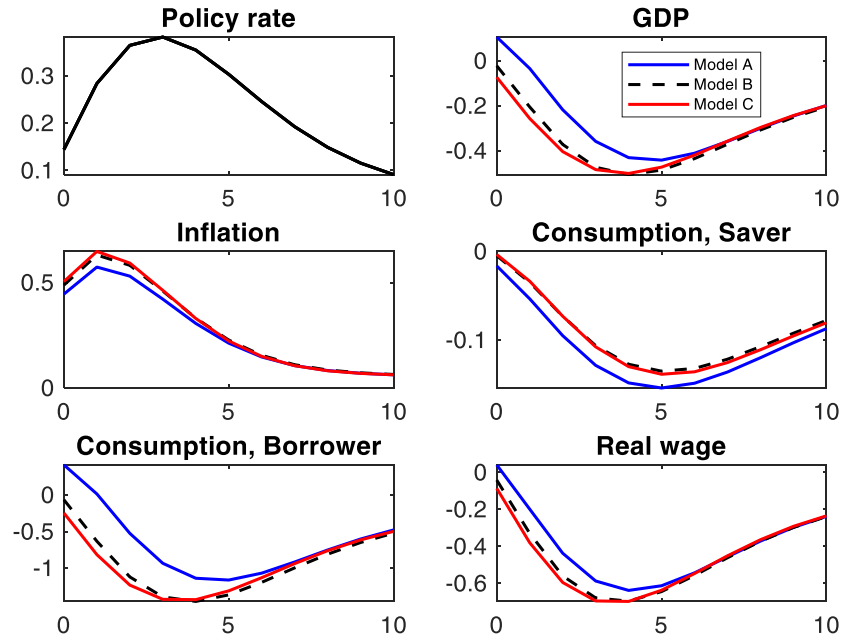 Policy rate
0.3
0.2
0.1
0 5 10
GDP
0
-0.2
-0.4
0 5 10
Model A
Model B
Model C
Inflation
0.5
0
0 5 10
Consumption, Saver
0
-0.1
0 5 10
Consumption, Borrower
0
-0.5
-1
0 5 10
Real wage
0
-0.2
-0.4
-0.6
0 5 10